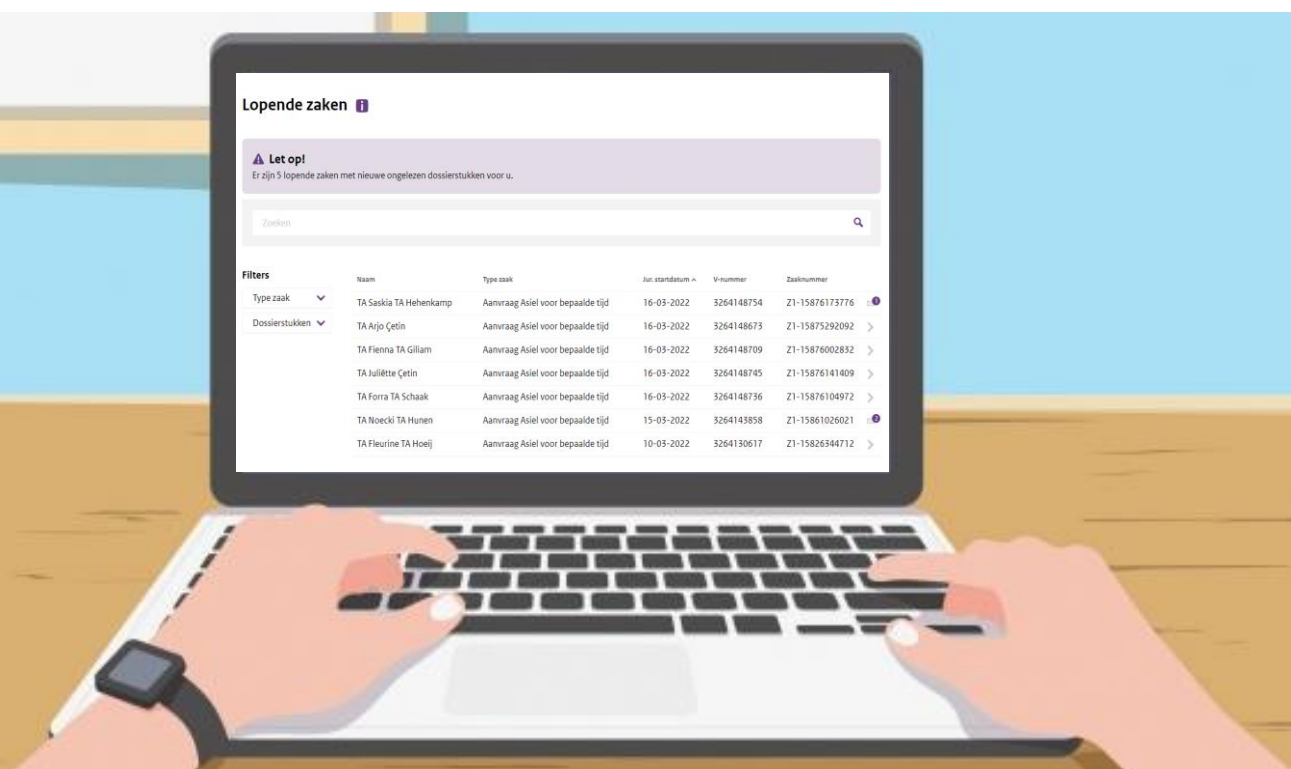 Lopende zaken i
Let op!
Er zijn 5 lopende zaken met nieuwe ongelezen dossierstukken voor u.
Zoeken
Filters
Type zaak
Dossierstukken
Naam Type zaak Jur. startdatum V-nummer Zaaknummer
TA Saskia TA Hehenkamp Aanvraag Asiel voor bepaalde tijd 16-03-2022 3264148754 Z1-15876173776 1
TA Arjo Çetin Aanvraag Asiel voor bepaalde tijd 16-03-2022 3264148673 Z1-15875292092
TA Fienna TA Gillam Aanvraag Asiel voor bepaalde tijd 16-03-2022 3264148709 Z1-15876002832
TA Juliëtte Çetin Aanvraag Asiel voor bepaalde tijd 16-03-2022 3264148745 Z1-15876141409
TA Forra TA Schaak Aanvraag Asiel voor bepaalde tijd 16-03-2022 3264148736 Z1-15876104972
TA Noecki TA Hunen Aanvraag Asiel voor bepaalde tijd 15-03-2022 3264143858 Z1-15861026021 2
TA Fleurine TA Hoeij Aanvraag Asiel voor bepaalde tijd 10-03-2022 3264130617 Z1-15826344712